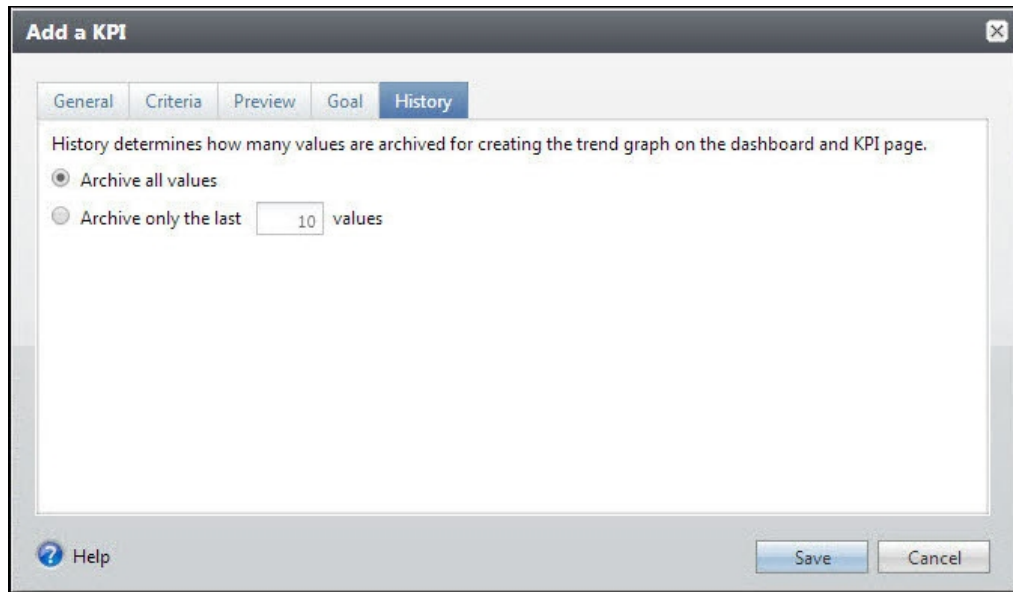 Add a KPI
General Criteria Preview Goal History
History determines how many values are archived for creating the trend graph on the dashboard and KPI page.
Archive all values
Archive only the last 10 values
? Help Save Cancel